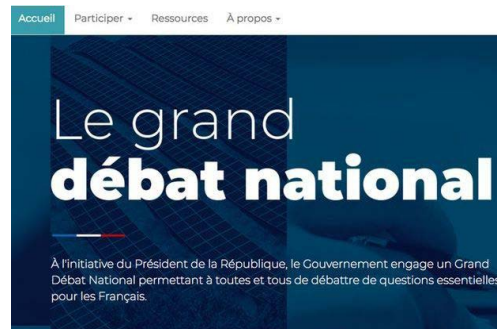 Accueil Participer Ressources À propos
Le grand
débat national
À l'initiative du Président de la République, le Gouvernement engage un Grand
Débat National permettant à toutes et tous de débattre de questions essentielles
pour les Français.